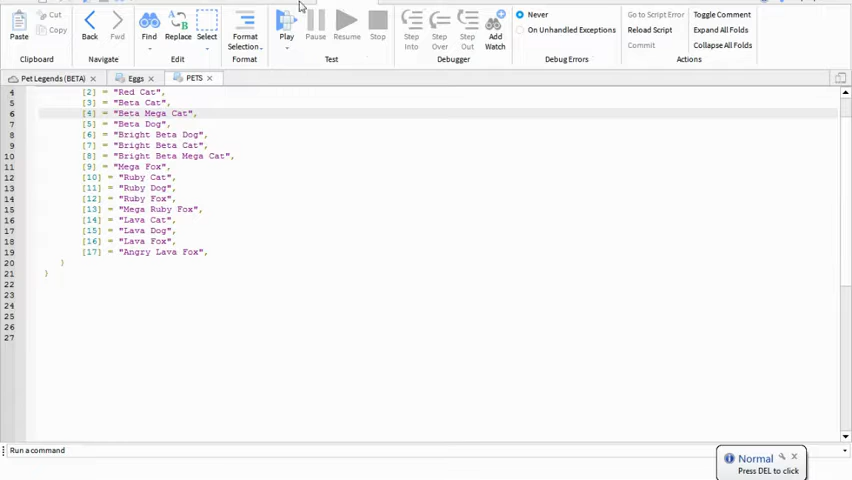 Cut
Copy
Paste
Back
Fwd
Find
Replace
Select
Format
Selection
Play
Pause
Resume
Stop
Step
Into
Step
Over
Step
Out
Add
Watch
Never
On Unhandled Exceptions
Go to Script Error
Reload Script
Commit
Toggle Comment
Expand All Folds
Collapse All Folds
Clipboard
Navigate
Edit
Format
Test
Debugger
Debug Errors
Actions
Pet Legends (BETA)
Eggs
PETS
4 [2] = "Red Cat",
5 [3] = "Beta Cat",
6 [4] = "Beta Mega Cat",
7 [5] = "Beta Dog",
8 [6] = "Bright Beta Dog",
9 [7] = "Bright Beta Cat",
10 [8] = "Bright Beta Mega Cat",
11 [9] = "Mega Fox",
12 [10] = "Ruby Cat",
13 [11] = "Ruby Dog",
14 [12] = "Ruby Fox",
15 [13] = "Mega Ruby Fox",
16 [14] = "Lava Cat",
17 [15] = "Lava Dog",
18 [16] = "Lava Fox",
19 [17] = "Angry Lava Fox",
20 }
21 }
22
23
24
25
26
27
Run a command
Normal
Press DEL to click